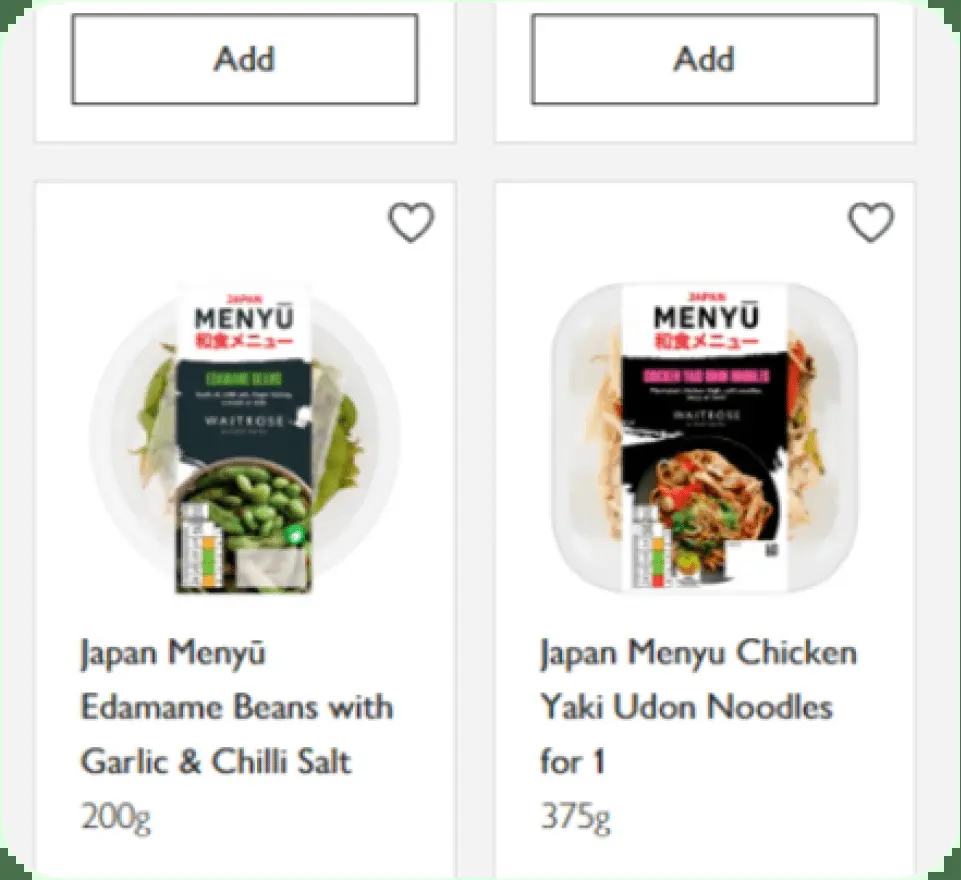 Add
Add
JAPAN
MENYŪ
和食メニュー
EDAMAME BEANS
WAITROSE
JAPAN
MENYŪ
和食メニュー
CHICKEN YAKI UDON NOODLES
WAITROSE
Japan Menyū
Edamame Beans with
Garlic & Chilli Salt
200g
Japan Menyu Chicken
Yaki Udon Noodles
for 1
375g